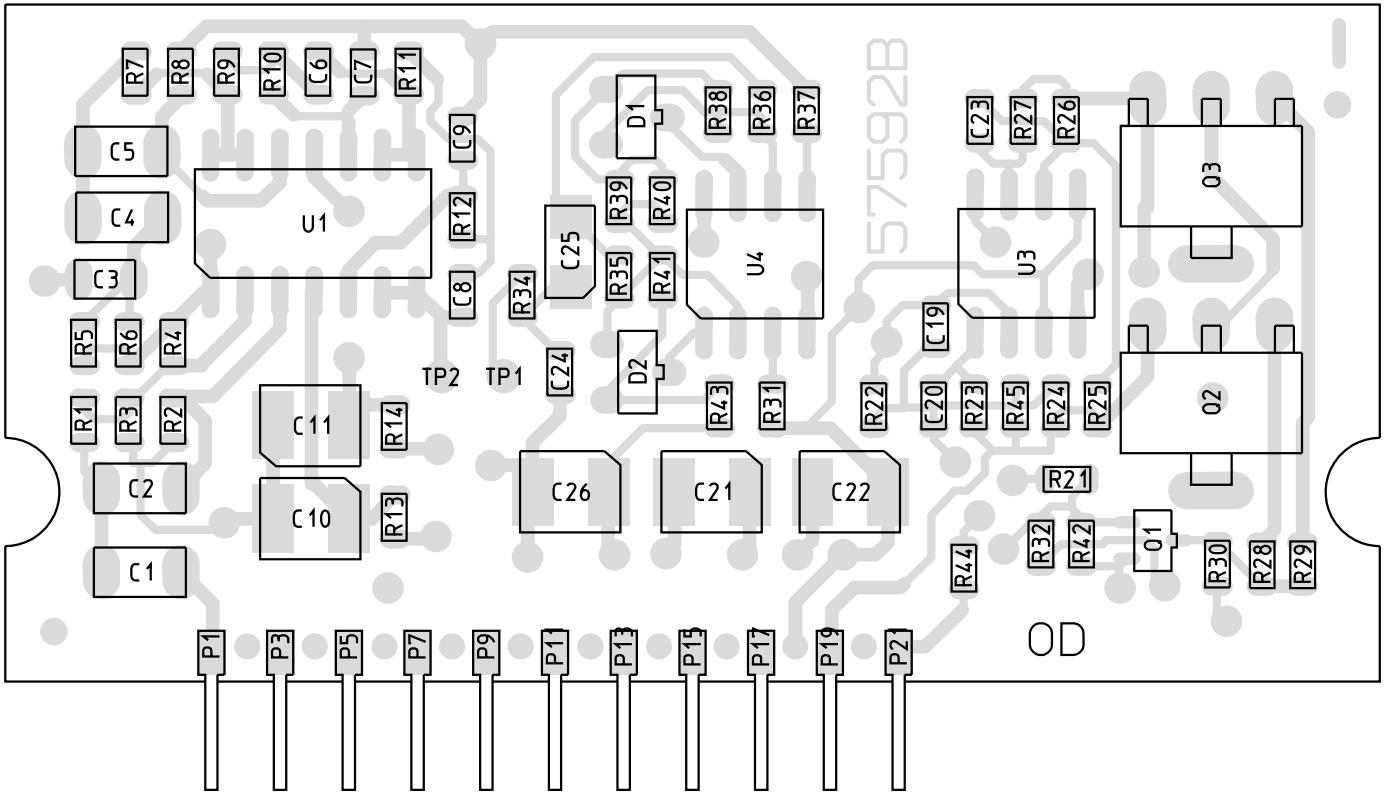 R7 R8 R9 R10 C6 C7 R11
57592B
D1 R38 R36 R37
C23 R27 R26
C9
C5
Q3
R39 R40
C4 U1 R12
C25 U4 U3
C3 C8 R34 R35 R41
C19
R5 R6 R4
TP2 TP1 C24 D2
R1 R3 R2
C11 R14
R43 R31 R22 C20 R23 R45 R24 R25 Q2
C2
R21
C10 R13
C26 C21 C22
R32 R42 Q1
C1
R44
R30 R28 R29
P1 P3 P5 P7 P9 P11 P13 P15 P17 P19 P21
OD